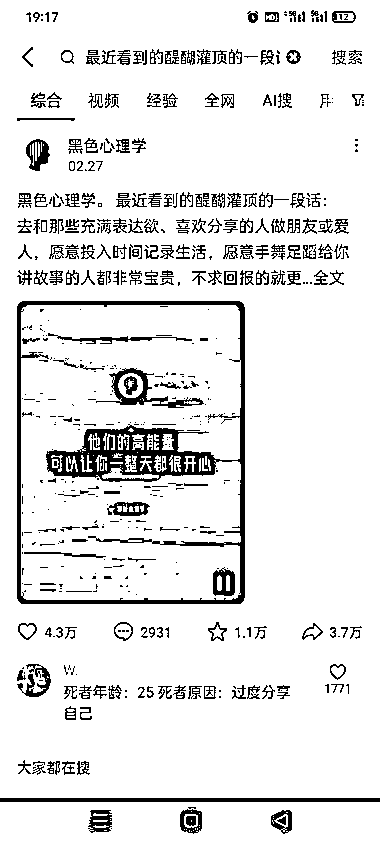 19:17
最近看到的醍醐灌顶的一段
搜索
综合 视频 经验 全网 AI搜
黑色心理学
02.27
黑色心理学。 最近看到的醍醐灌顶的一段话：
去和那些充满表达欲、喜欢分享的人做朋友或爱
人，愿意投入时间记录生活，愿意手舞足蹈给你
讲故事的人都非常宝贵，不求回报的就更...全文
他们的高能量
可以让你一整天都很开心
4.3万 2931 1.1万 3.7万
W.
死者年龄：25 死者原因：过度分享
自己
1771
大家都在搜